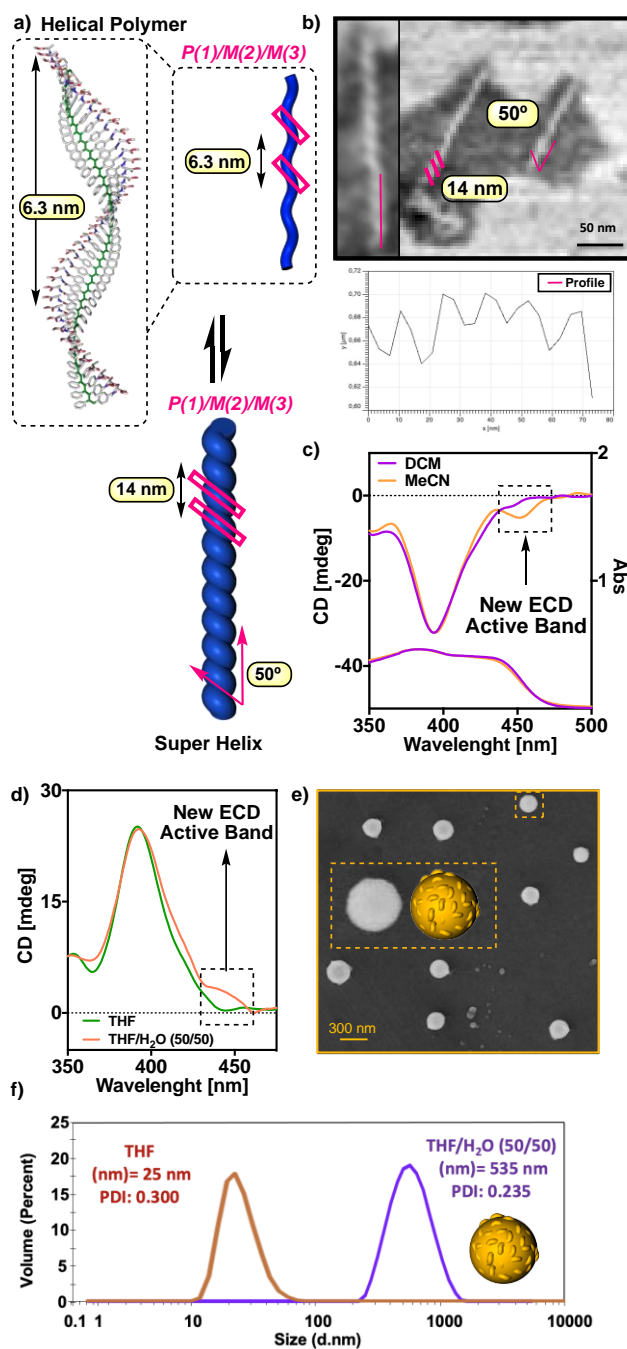 a)
Helical Polymer
P(1)/M(2)/M(3)
6.3 nm
6.3 nm
P(1)/M(2)/M(3)
14 nm
50º
Super Helix
b)
50º
14 nm
50 nm
Profile
0,72
0,70
0,68
0,66
0,64
0,62
0,60
y [µm]
0 10 20 30 40 50 60 70 80
x [nm]
c)
DCM
MeCN
0
-20
-40
CD [mdeg]
2
1
Abs
New ECD
Active Band
350 400 450 500
Wavelenght [nm]
d)
30
15
0
CD [mdeg]
New ECD
Active Band
THF
THF/H₂O (50/50)
350 400 450
Wavelenght [nm]
e)
300 nm
f)
25
20
15
10
5
0
Volume (Percent)
THF
(nm)= 25 nm
PDI: 0.300
THF/H₂O (50/50)
(nm)= 535 nm
PDI: 0.235
0.1 1 10 100 1000 10000
Size (d.nm)